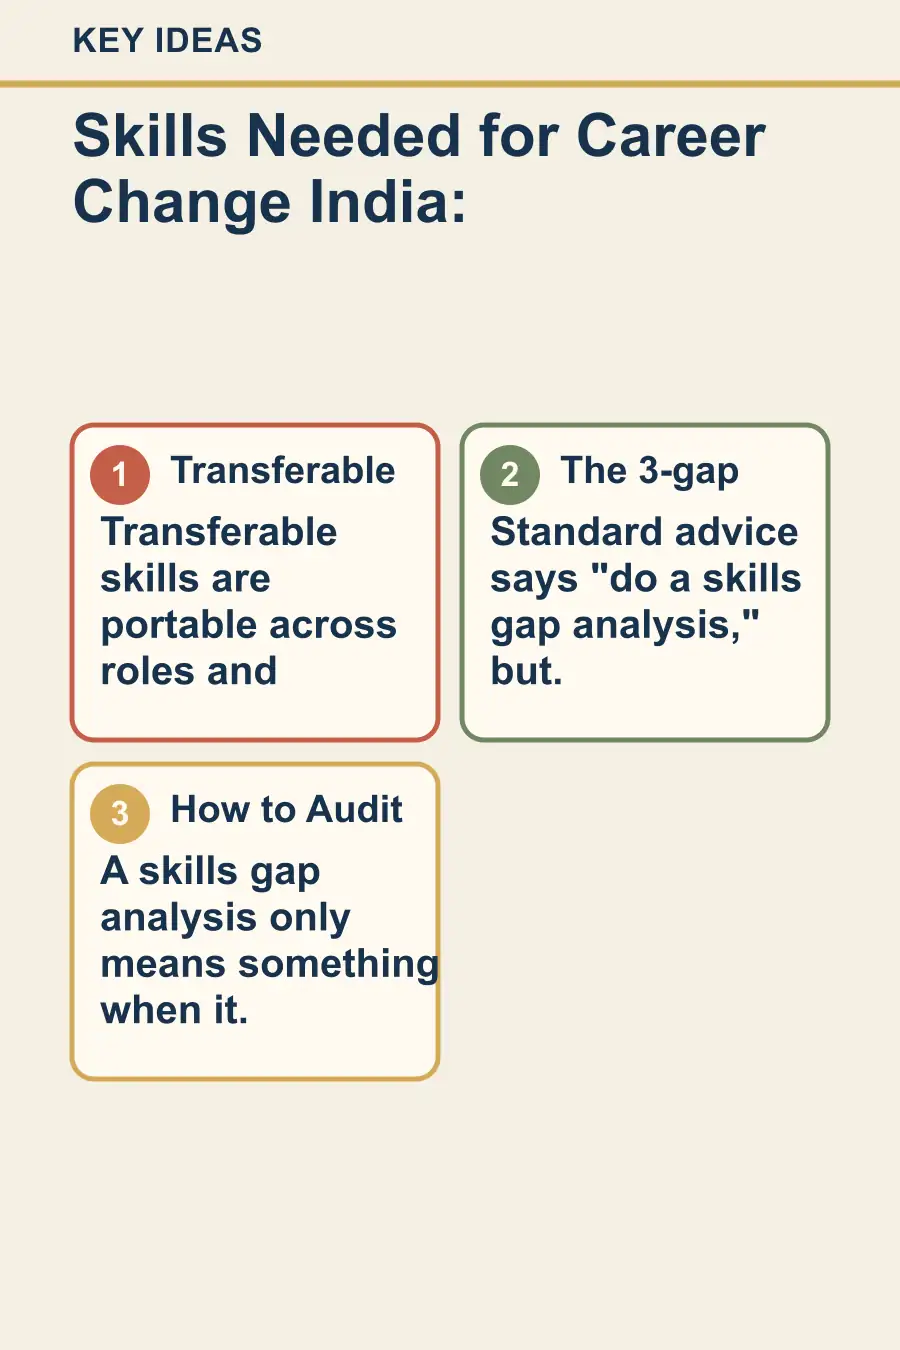 KEY IDEAS
Skills Needed for Career
Change India:
1 Transferable
Transferable
skills are
portable across
roles and
2 The 3-gap
Standard advice
says "do a skills
gap analysis,"
but.
3 How to Audit
A skills gap
analysis only
means something
when it.